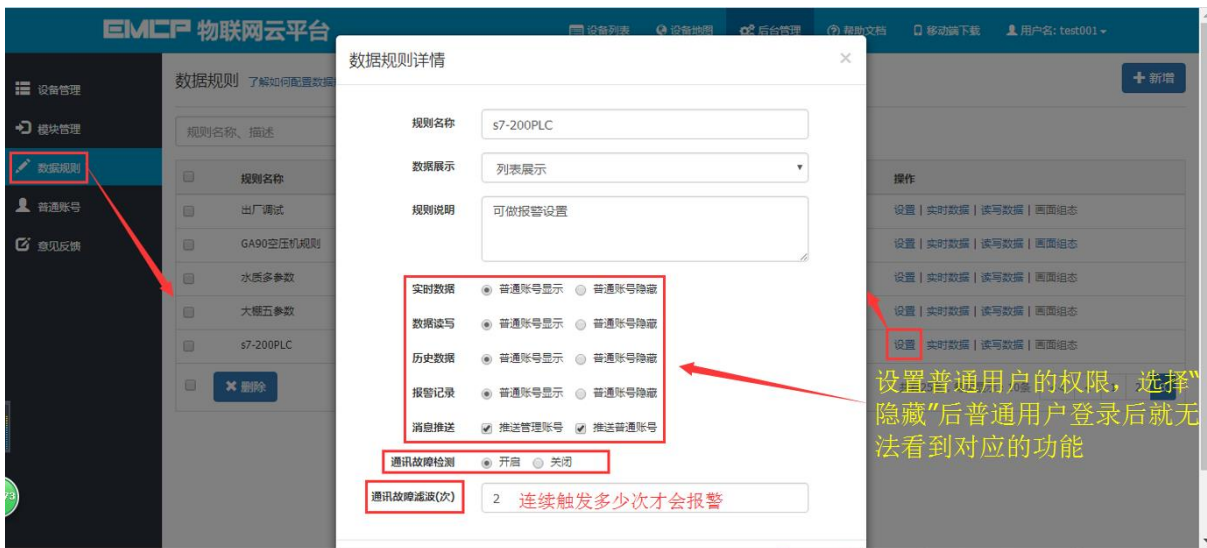 EMCP 物联网云平台
设备列表 设备地图 后台管理 帮助文档 移动端下载 用户名: test001
设备管理
模块管理
数据规则
普通账号
意见反馈
数据规则 了解如何配置数据
新增
规则名称、描述
规则名称 操作
出厂调试 设置 | 实时数据 | 读写数据 | 画面组态
GA90空压机规则 设置 | 实时数据 | 读写数据 | 画面组态
水质多参数 设置 | 实时数据 | 读写数据 | 画面组态
大棚五参数 设置 | 实时数据 | 读写数据 | 画面组态
s7-200PLC 设置 | 实时数据 | 读写数据 | 画面组态
删除
数据规则详情 ×
规则名称 s7-200PLC
数据展示 列表展示
规则说明 可做报警设置
实时数据 普通账号显示 普通账号隐藏
数据读写 普通账号显示 普通账号隐藏
历史数据 普通账号显示 普通账号隐藏
报警记录 普通账号显示 普通账号隐藏
消息推送 推送管理账号 推送普通账号
通讯故障检测 开启 关闭
通讯故障滤波(次) 2 连续触发多少次才会报警
设置普通用户的权限，选择“
隐藏”后普通用户登录后就无
法看到对应的功能
73